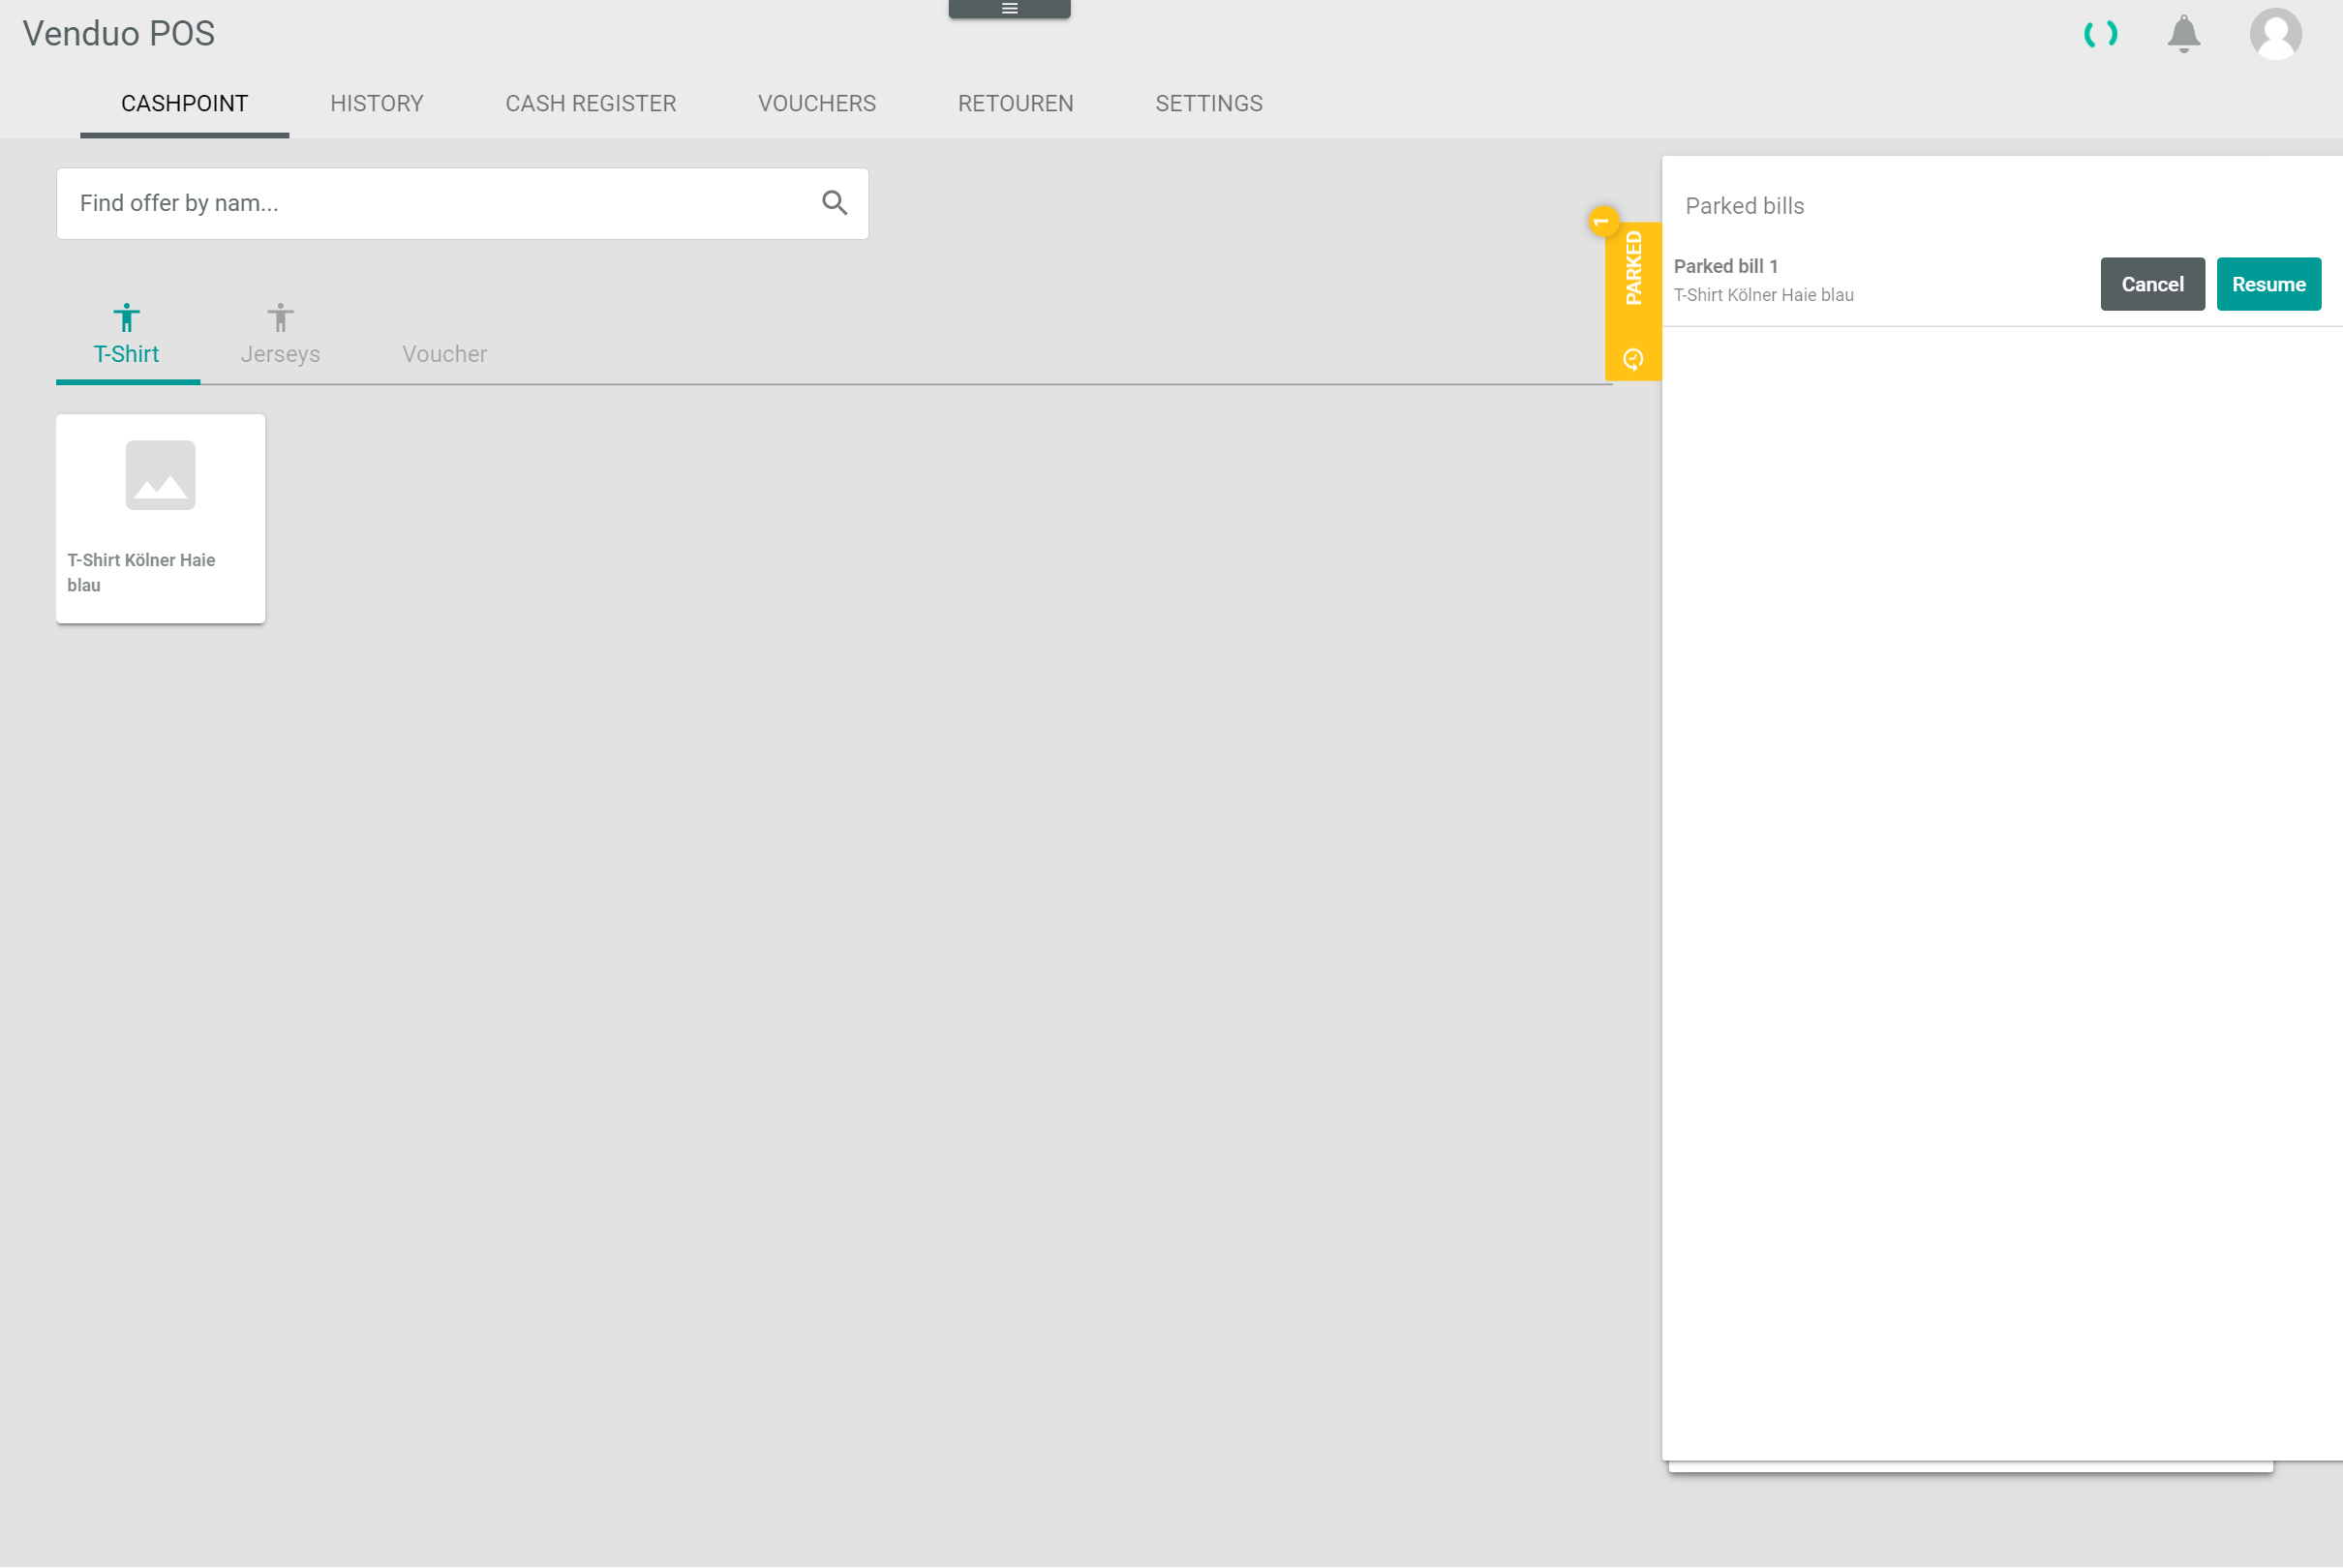 Venduo POS
CASHPOINT
HISTORY
CASH REGISTER
VOUCHERS
RETOUREN
SETTINGS
Find offer by nam...
T-Shirt
Jerseys
Voucher
T-Shirt Kölner Haie
blau
1
PARKED
Parked bills
Parked bill 1
T-Shirt Kölner Haie blau
Cancel
Resume